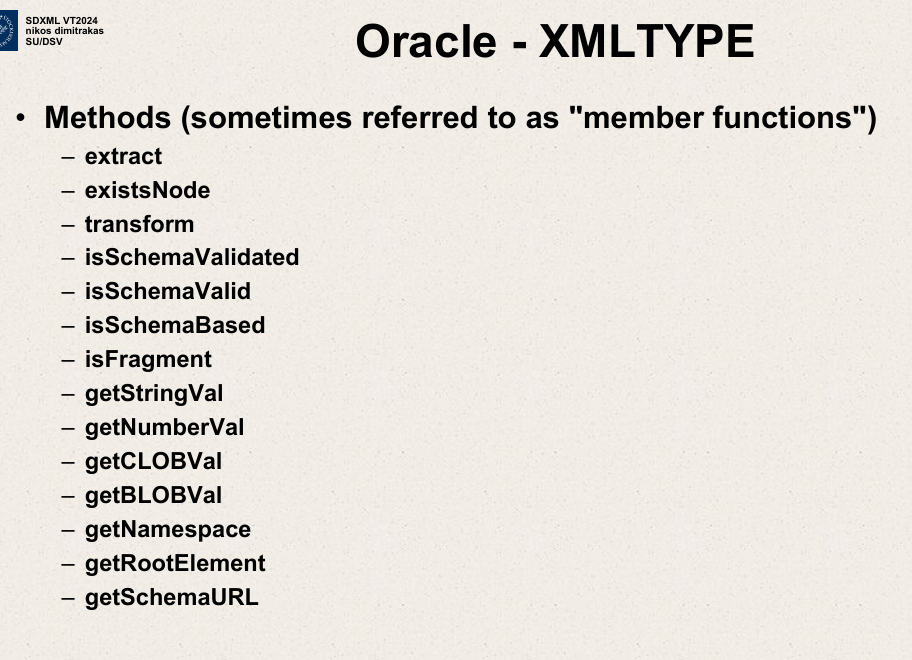 SDXML VT2024
nikos dimitrakas
SU/DSV
Oracle - XMLTYPE
• Methods (sometimes referred to as "member functions")
– extract
– existsNode
– transform
– isSchemaValidated
– isSchemaValid
– isSchemaBased
– isFragment
– getStringVal
– getNumberVal
– getCLOBVal
– getBLOBVal
– getNamespace
– getRootElement
– getSchemaURL